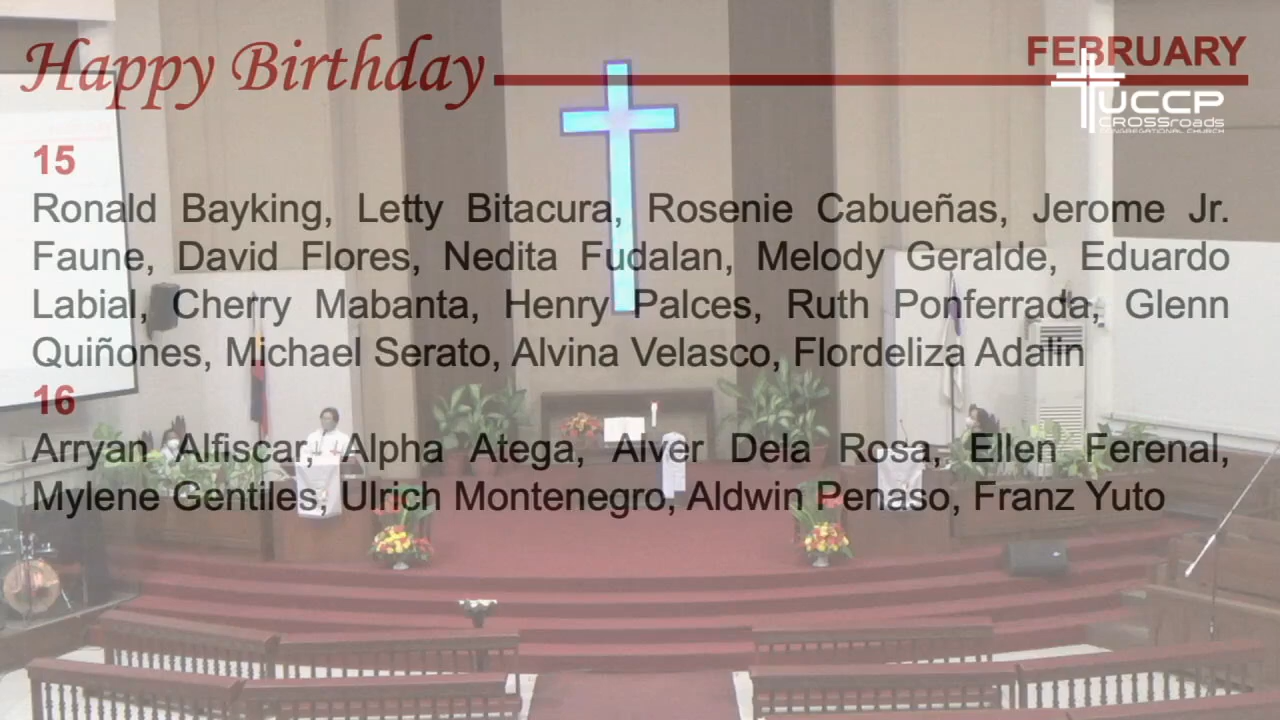 Happy Birthday
FEBRUARY
UCCP
CROSSroads
CONGREGATIONAL CHURCH
15
Ronald Bayking, Letty Bitacura, Rosenie Cabueñas, Jerome Jr.
Faune, David Flores, Nedita Fudalan, Melody Geralde, Eduardo
Labial, Cherry Mabanta, Henry Palces, Ruth Ponferrada, Glenn
Quiñones, Michael Serato, Alvina Velasco, Flordeliza Adalin
16
Arryan Alfiscar, Alpha Atega, Alver Dela Rosa, Ellen Ferenal,
Mylene Gentiles, Ulrich Montenegro, Aldwin Penaso, Franz Yuto